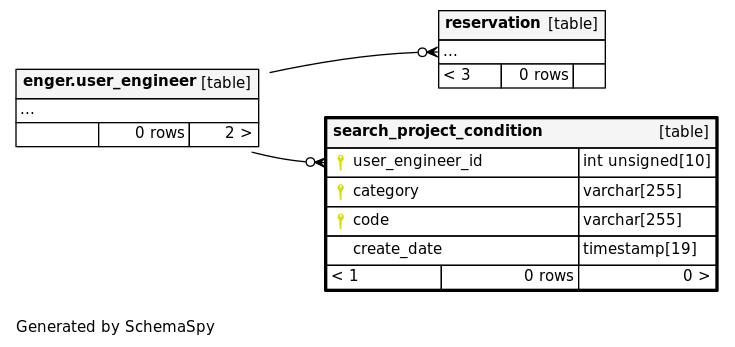 reservation [table]
...
< 3 0 rows
enger.user_engineer [table]
...
0 rows 2 >
search_project_condition [table]
user_engineer_id int unsigned[10]
category varchar[255]
code varchar[255]
create_date timestamp[19]
< 1 0 rows 0 >
Generated by SchemaSpy